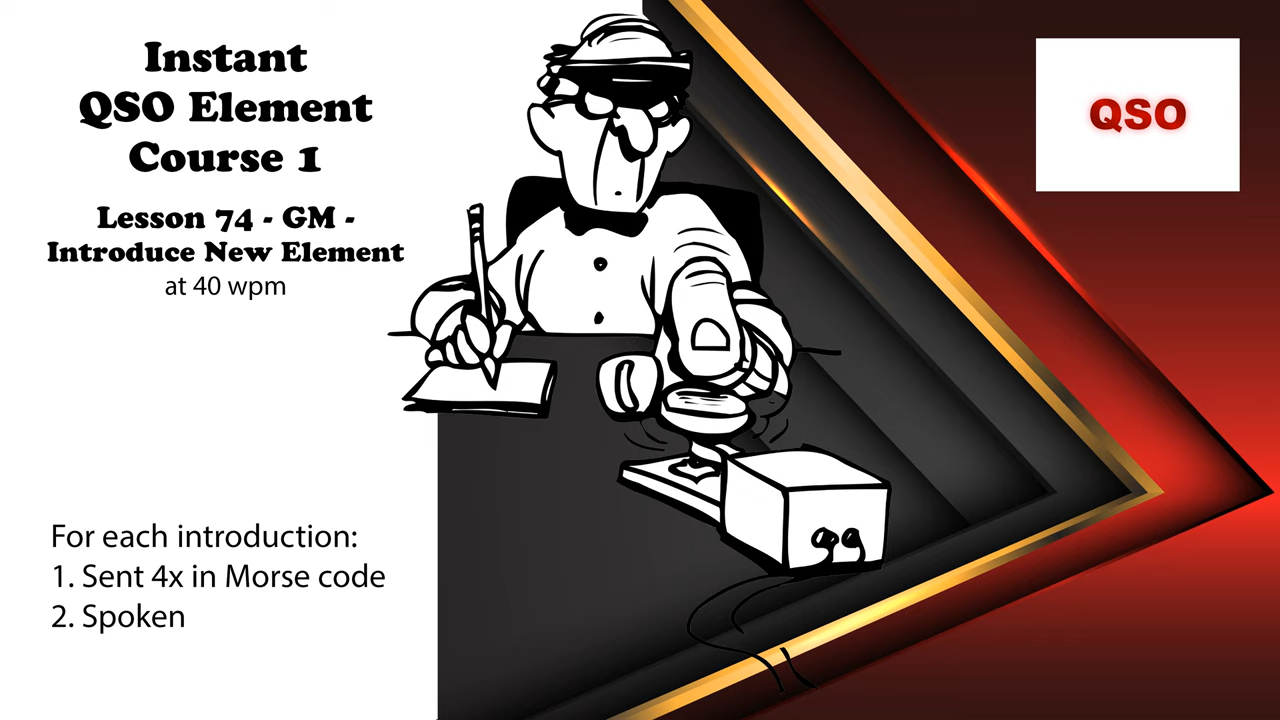 Instant
QSO Element
Course 1
Lesson 74 - GM -
Introduce New Element
at 40 wpm
QSO
For each introduction:
1. Sent 4x in Morse code
2. Spoken